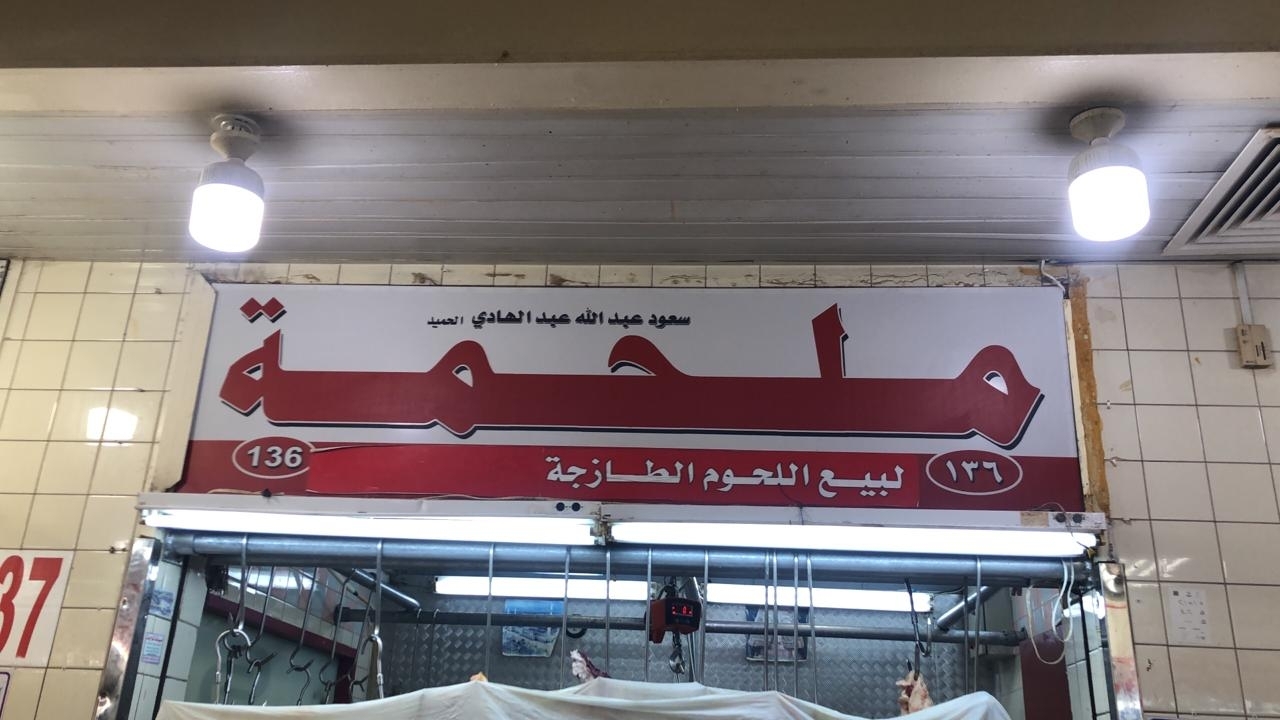 سعود عبد الله عبد الهادي الحميد
ملحمة
١٣٦ لبيع اللحوم الطازجة 136
37